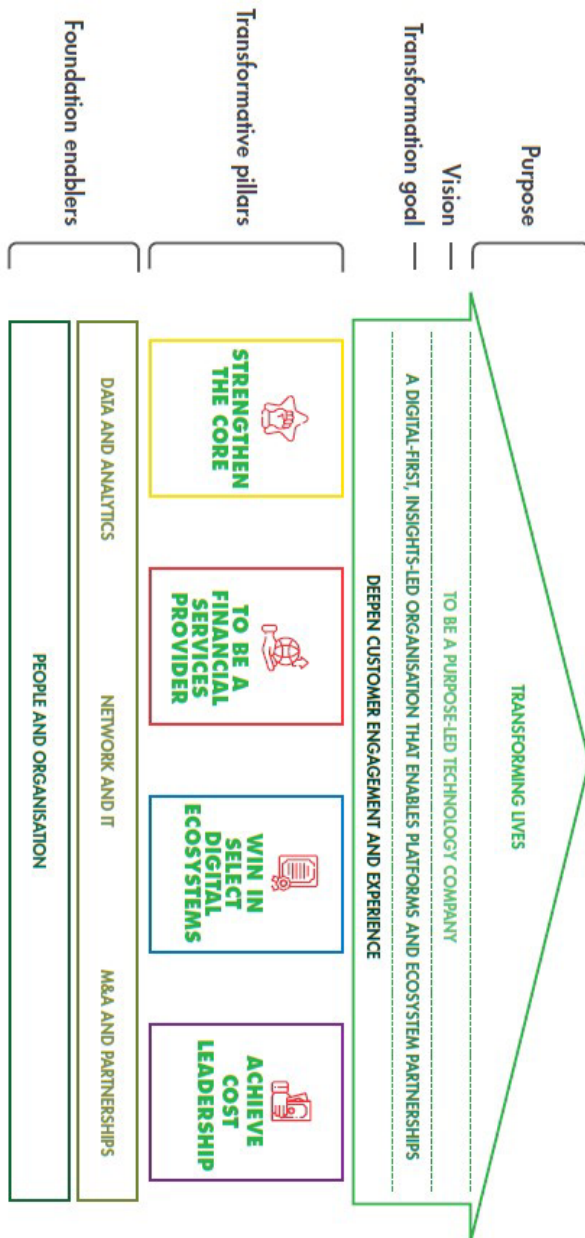 Purpose
TRANSFORMING LIVES
Vision
TO BE A PURPOSE-LED TECHNOLOGY COMPANY
Transformation goal
A DIGITAL-FIRST, INSIGHTS-LED ORGANISATION THAT ENABLES PLATFORMS AND ECOSYSTEM PARTNERSHIPS
DEEPEN CUSTOMER ENGAGEMENT AND EXPERIENCE
Transformative pillars
STRENGTHEN
THE CORE
TO BE A
FINANCIAL
SERVICES
PROVIDER
WIN IN
SELECT
DIGITAL
ECOSYSTEMS
ACHIEVE
COST
LEADERSHIP
Foundation enablers
DATA AND ANALYTICS
NETWORK AND IT
M&A AND PARTNERSHIPS
PEOPLE AND ORGANISATION